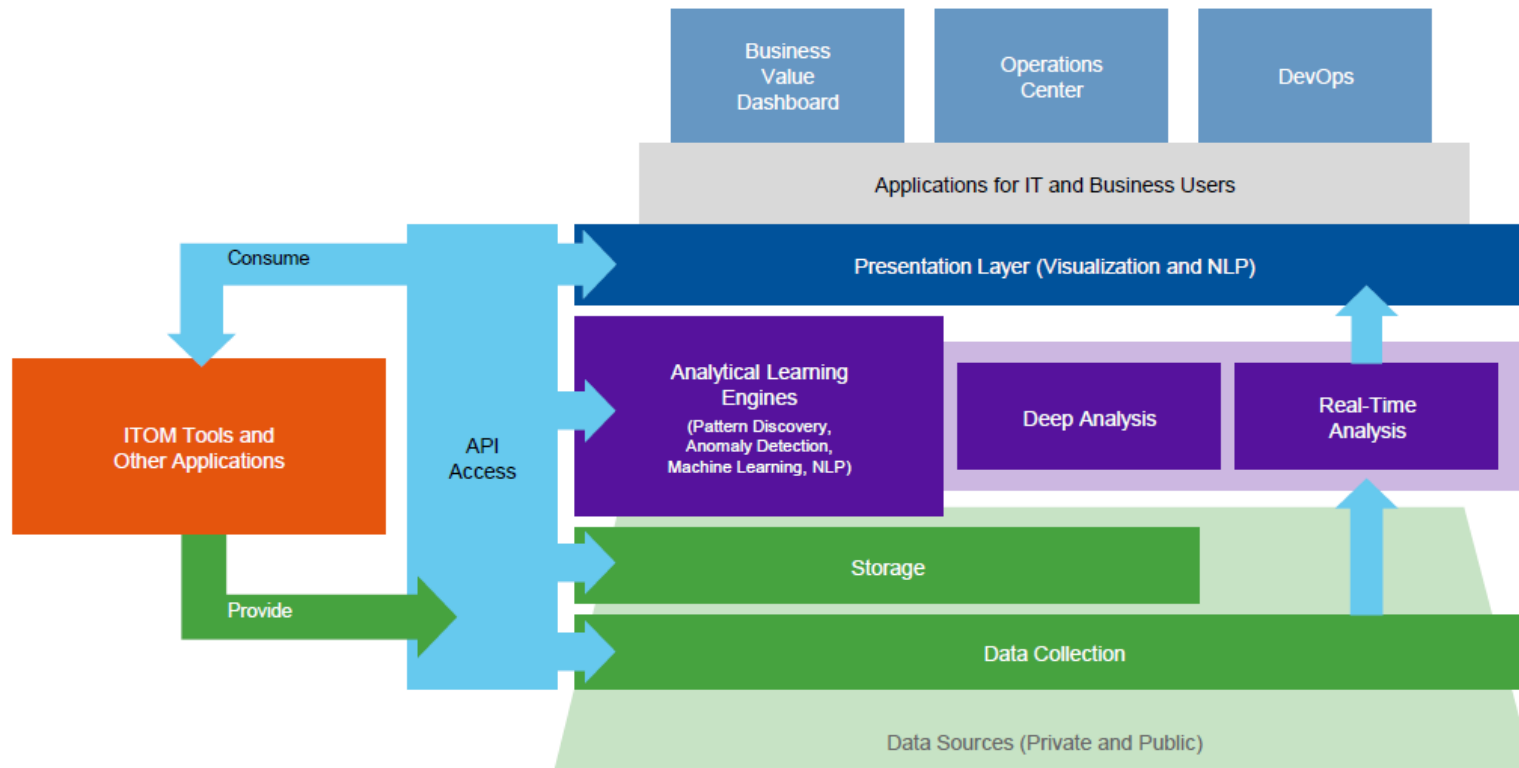 Business
Value
Dashboard
Operations
Center
DevOps
Applications for IT and Business Users
Consume
Presentation Layer (Visualization and NLP)
ITOM Tools and
Other Applications
API
Access
Analytical Learning
Engines
(Pattern Discovery,
Anomaly Detection,
Machine Learning, NLP)
Deep Analysis
Real-Time
Analysis
Storage
Provide
Data Collection
Data Sources (Private and Public)